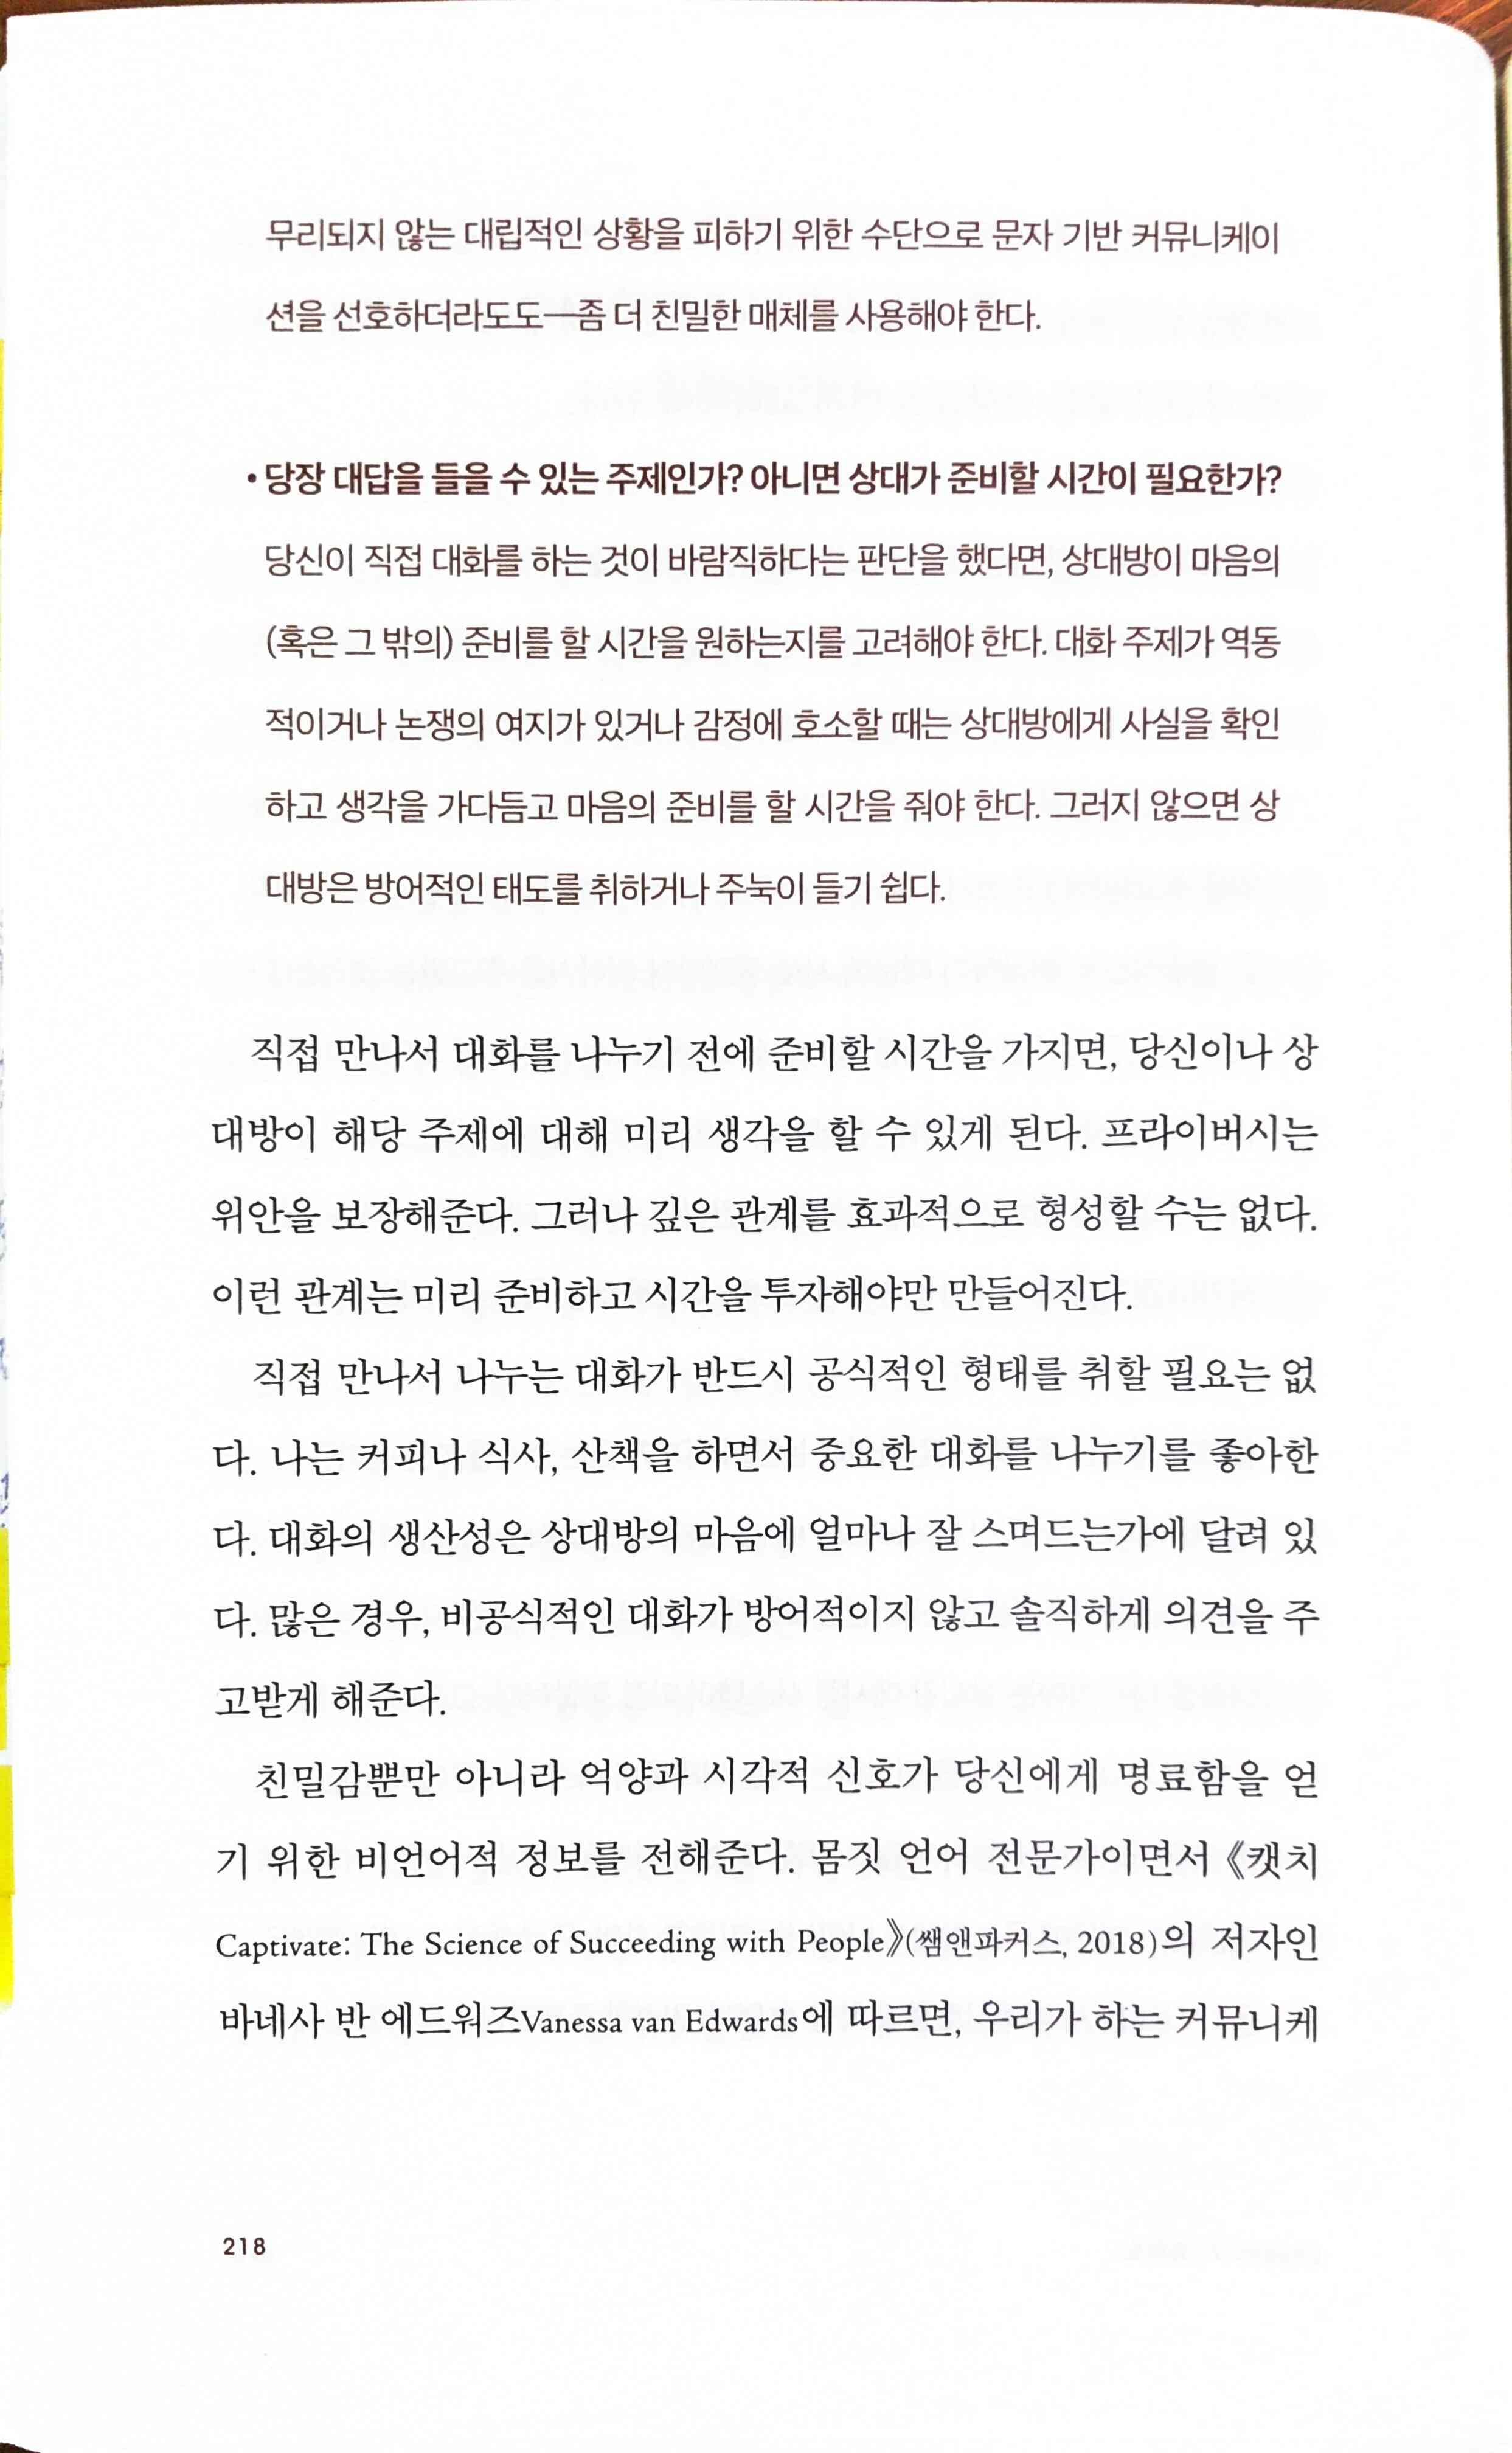 무리되지 않는 대립적인 상황을 피하기 위한 수단으로 문자 기반 커뮤니케이
션을 선호하더라도도—좀 더 친밀한 매체를 사용해야 한다.
• 당장 대답을 들을 수 있는 주제인가? 아니면 상대가 준비할 시간이 필요한가?
당신이 직접 대화를 하는 것이 바람직하다는 판단을 했다면, 상대방이 마음의
(혹은 그 밖의) 준비를 할 시간을 원하는지를 고려해야 한다. 대화 주제가 역동
적이거나 논쟁의 여지가 있거나 감정에 호소할 때는 상대방에게 사실을 확인
하고 생각을 가다듬고 마음의 준비를 할 시간을 줘야 한다. 그러지 않으면 상
대방은 방어적인 태도를 취하거나 주눅이 들기 쉽다.
직접 만나서 대화를 나누기 전에 준비할 시간을 가지면, 당신이나 상
대방이 해당 주제에 대해 미리 생각을 할 수 있게 된다. 프라이버시는
위안을 보장해준다. 그러나 깊은 관계를 효과적으로 형성할 수는 없다.
이런 관계는 미리 준비하고 시간을 투자해야만 만들어진다.
직접 만나서 나누는 대화가 반드시 공식적인 형태를 취할 필요는 없
다. 나는 커피나 식사, 산책을 하면서 중요한 대화를 나누기를 좋아한
다. 대화의 생산성은 상대방의 마음에 얼마나 잘 스며드는가에 달려 있
다. 많은 경우, 비공식적인 대화가 방어적이지 않고 솔직하게 의견을 주
고받게 해준다.
친밀감뿐만 아니라 억양과 시각적 신호가 당신에게 명료함을 얻
기 위한 비언어적 정보를 전해준다. 몸짓 언어 전문가이면서 《캣치
Captivate: The Science of Succeeding with People》(쌤앤파커스, 2018)의 저자인
바네사 반 에드워즈Vanessa van Edwards에 따르면, 우리가 하는 커뮤니케
218